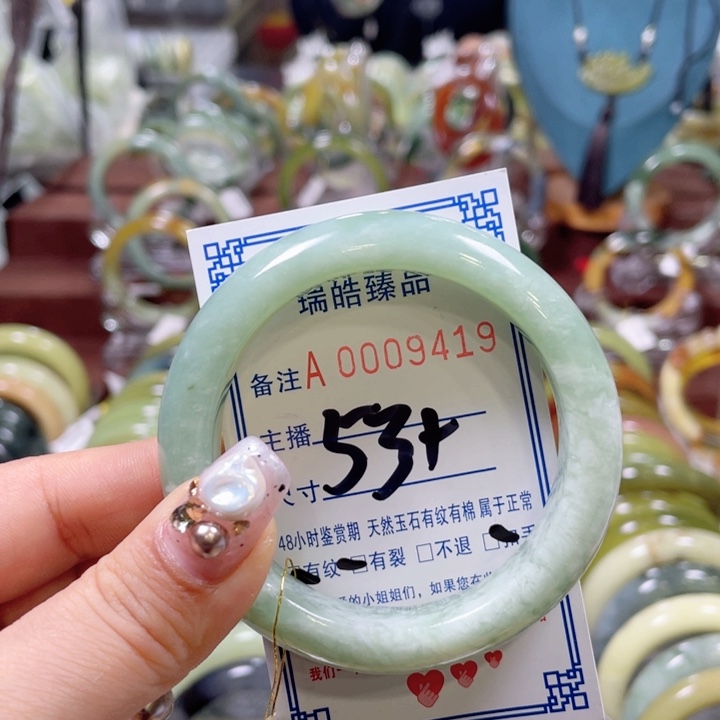 瑞皓臻品
备注 A 0009419
主播
尺寸 53+
48小时鉴赏期 天然玉石有纹有棉 属于正常
有纹 □有裂 □不退 □
的小姐姐们，如果您在
我们